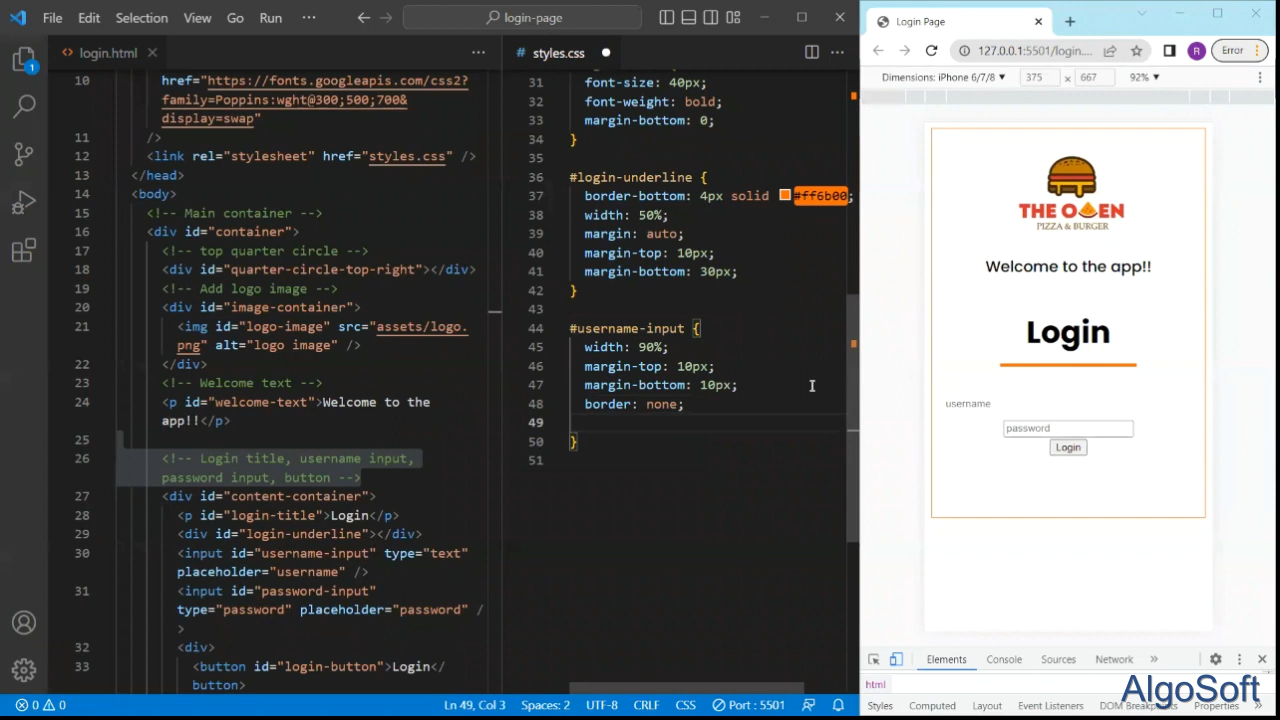 File Edit Selection View Go Run ··· login-page
login.html
styles.css
10 href="https://fonts.googleapis.com/css2?
family=Poppins:wght@300;500;700&
display=swap"
11 />
12 <link rel="stylesheet" href="styles.css" />
13 </head>
14 <body>
15 <!-- Main container -->
16 <div id="container">
17 <!-- top quarter circle -->
18 <div id="quarter-circle-top-right"></div>
19 <!-- Add logo image -->
20 <div id="image-container">
21 <img id="logo-image" src="assets/logo.
png" alt="logo image" />
22 </div>
23 <!-- Welcome text -->
24 <p id="welcome-text">Welcome to the
app!!</p>
25
26 <!-- Login title, username input,
password input, button -->
27 <div id="content-container">
28 <p id="login-title">Login</p>
29 <div id="login-underline"></div>
30 <input id="username-input" type="text"
placeholder="username" />
31 <input id="password-input"
type="password" placeholder="password" /
>
32 <div>
33 <button id="login-button">Login</
button>
31 font-size: 40px;
32 font-weight: bold;
33 margin-bottom: 0;
34 }
35
36 #login-underline {
37 border-bottom: 4px solid #ff6b00;
38 width: 50%;
39 margin: auto;
40 margin-top: 10px;
41 margin-bottom: 30px;
42 }
43
44 #username-input {
45 width: 90%;
46 margin-top: 10px;
47 margin-bottom: 10px;
48 border: none;
49
50 }
51
1
0 0
Ln 49, Col 3 Spaces: 2 UTF-8 CRLF CSS Port : 5501
Login Page
127.0.0.1:5501/login.... R Error
Dimensions: iPhone 6/7/8 375 x 667 92%
THE OVEN
PIZZA & BURGER
Welcome to the app!!
Login
username
password
Login
Elements Console Sources Network »
html
Styles Computed Layout Event Listeners DOM Breakpoints Properties
AlgoSoft